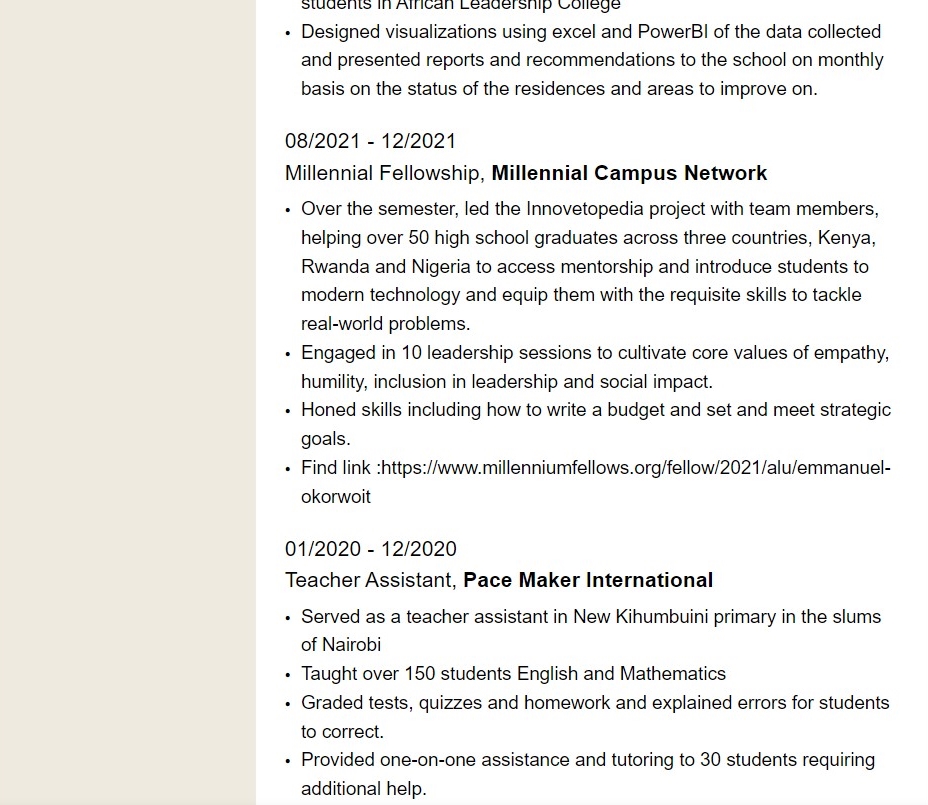 students in African Leadership College
• Designed visualizations using excel and PowerBI of the data collected
and presented reports and recommendations to the school on monthly
basis on the status of the residences and areas to improve on.
08/2021 - 12/2021
Millennial Fellowship, Millennial Campus Network
• Over the semester, led the Innovetopedia project with team members,
helping over 50 high school graduates across three countries, Kenya,
Rwanda and Nigeria to access mentorship and introduce students to
modern technology and equip them with the requisite skills to tackle
real-world problems.
• Engaged in 10 leadership sessions to cultivate core values of empathy,
humility, inclusion in leadership and social impact.
• Honed skills including how to write a budget and set and meet strategic
goals.
• Find link :https://www.millenniumfellows.org/fellow/2021/alu/emmanuel-
okorwoit
01/2020 - 12/2020
Teacher Assistant, Pace Maker International
• Served as a teacher assistant in New Kihumbuini primary in the slums
of Nairobi
• Taught over 150 students English and Mathematics
• Graded tests, quizzes and homework and explained errors for students
to correct.
• Provided one-on-one assistance and tutoring to 30 students requiring
additional help.